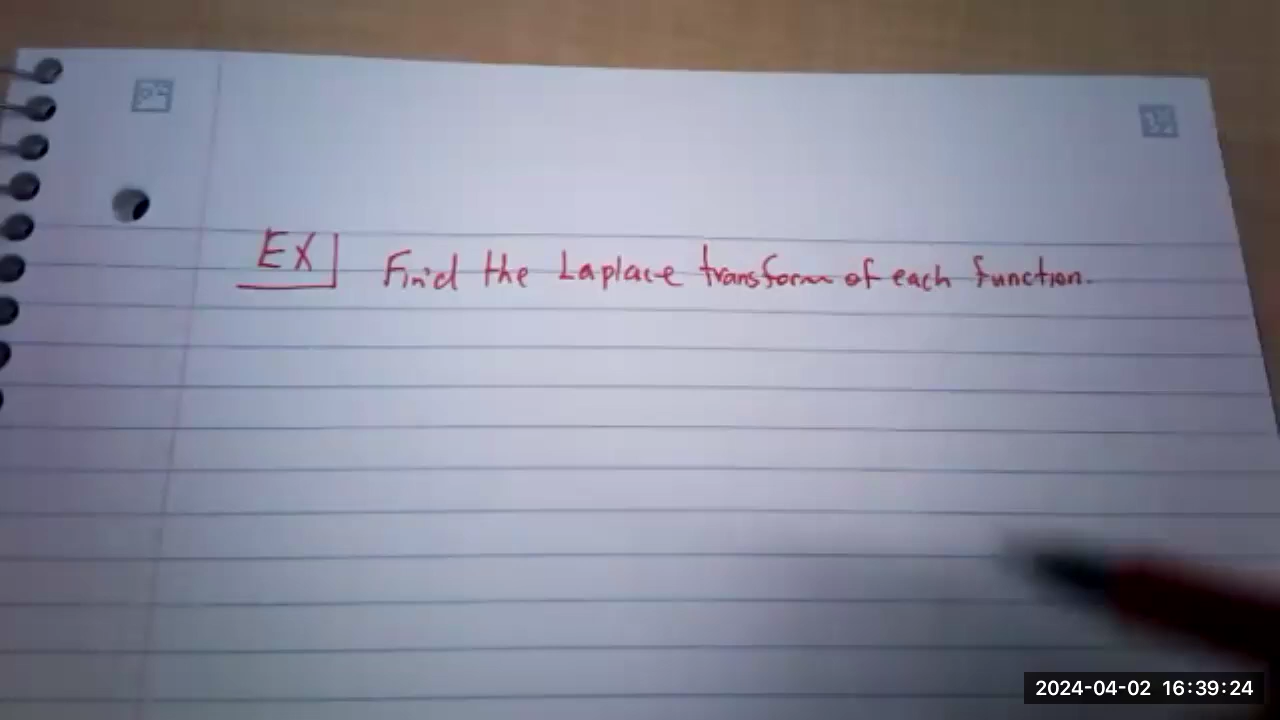 EX Find the Laplace transform of each function.
2024-04-02 16:39:24